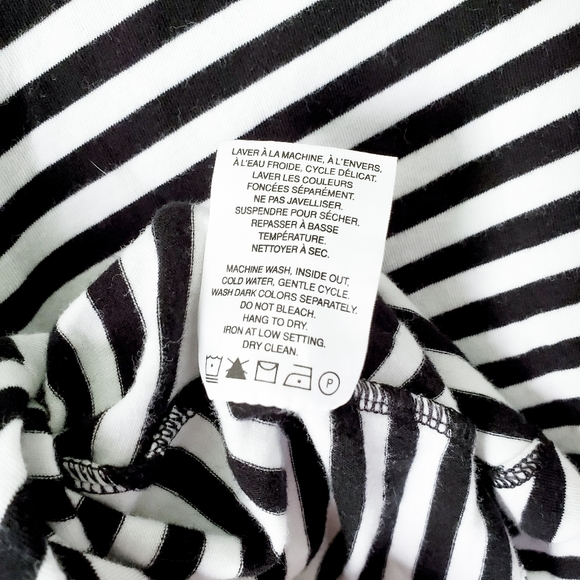 LAVER À LA MACHINE, À L'ENVERS,
À L'EAU FROIDE, CYCLE DÉLICAT.
LAVER LES COULEURS
FONCÉES SÉPARÉMENT.
NE PAS JAVELLISER.
SUSPENDRE POUR SÉCHER.
REPASSER À BASSE
TEMPÉRATURE.
NETTOYER À SEC.
MACHINE WASH, INSIDE OUT,
COLD WATER, GENTLE CYCLE.
WASH DARK COLORS SEPARATELY.
DO NOT BLEACH.
HANG TO DRY.
IRON AT LOW SETTING.
DRY CLEAN.
P